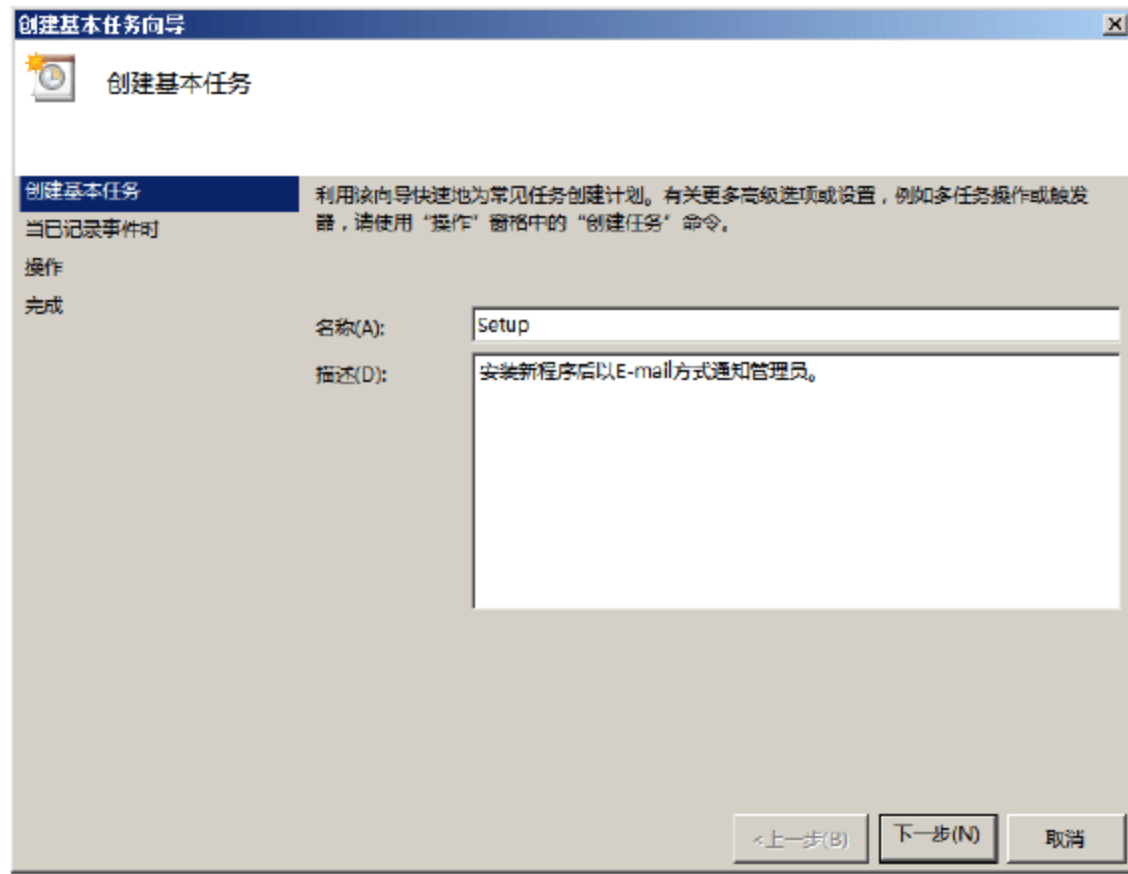 创建基本任务向导
创建基本任务
创建基本任务
当已记录事件时
操作
完成
利用该向导快速地为常见任务创建计划。有关更多高级选项或设置，例如多任务操作或触发
器，请使用“操作”窗格中的“创建任务”命令。
名称(A):
Setup
描述(D):
安装新程序后以E-mail方式通知管理员。
<上一步(B)
下一步(N)
取消